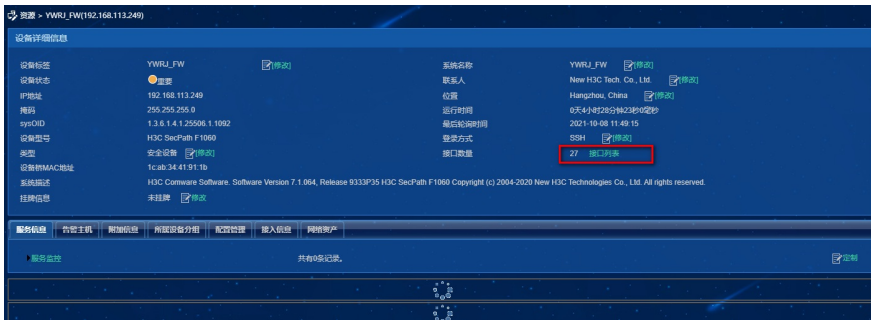 资源 > YWRJ_FW(192.168.113.249)
设备详细信息
设备标签 YWRJ_FW [修改] 系统名称 YWRJ_FW [修改]
设备状态 重要 联系人 New H3C Tech. Co., Ltd. [修改]
IP地址 192.168.113.249 位置 Hangzhou, China [修改]
掩码 255.255.255.0 运行时间 0天4小时28分钟23秒0毫秒
sysOID 1.3.6.1.4.1.25506.1.1092 最后轮询时间 2021-10-08 11:49:15
设备型号 H3C SecPath F1060 登录方式 SSH [修改]
类型 安全设备 [修改] 接口数量 27 接口列表
设备桥MAC地址 1c:ab:34:41:91:1b
系统描述 H3C Comware Software. Software Version 7.1.064, Release 9333P35 H3C SecPath F1060 Copyright (c) 2004-2020 New H3C Technologies Co., Ltd. All rights reserved.
挂牌信息 未挂牌 修改
服务信息 告警主机 附加信息 所属设备分组 配置管理 接入信息 网络资产
服务监控 共有0条记录。 定制